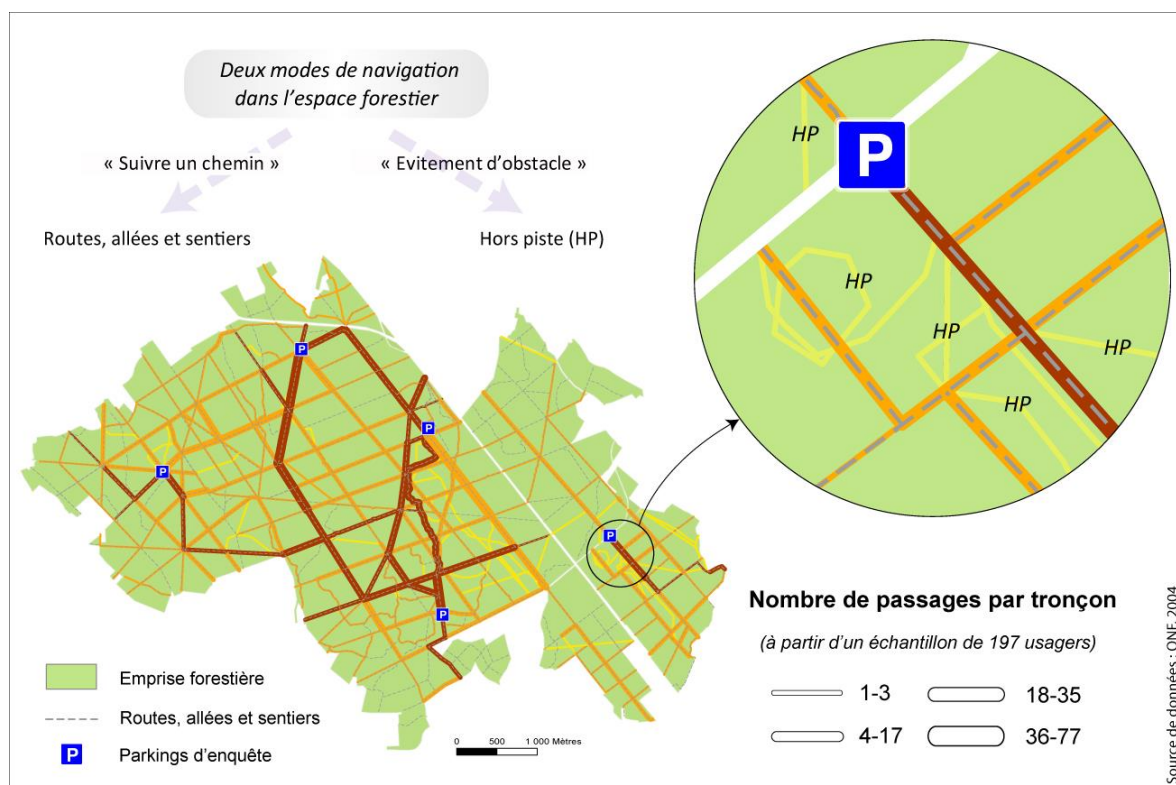 Deux modes de navigation
dans l'espace forestier
« Suivre un chemin »
« Evitement d'obstacle »
Routes, allées et sentiers
Hors piste (HP)
P
P
P
P
P
HP
P
HP
HP
HP
HP
Emprise forestière
Routes, allées et sentiers
P
Parkings d'enquête
0 500 1 000 Mètres
Nombre de passages par tronçon
(à partir d'un échantillon de 197 usagers)
1-3
18-35
4-17
36-77
Source de données : ONF, 2004